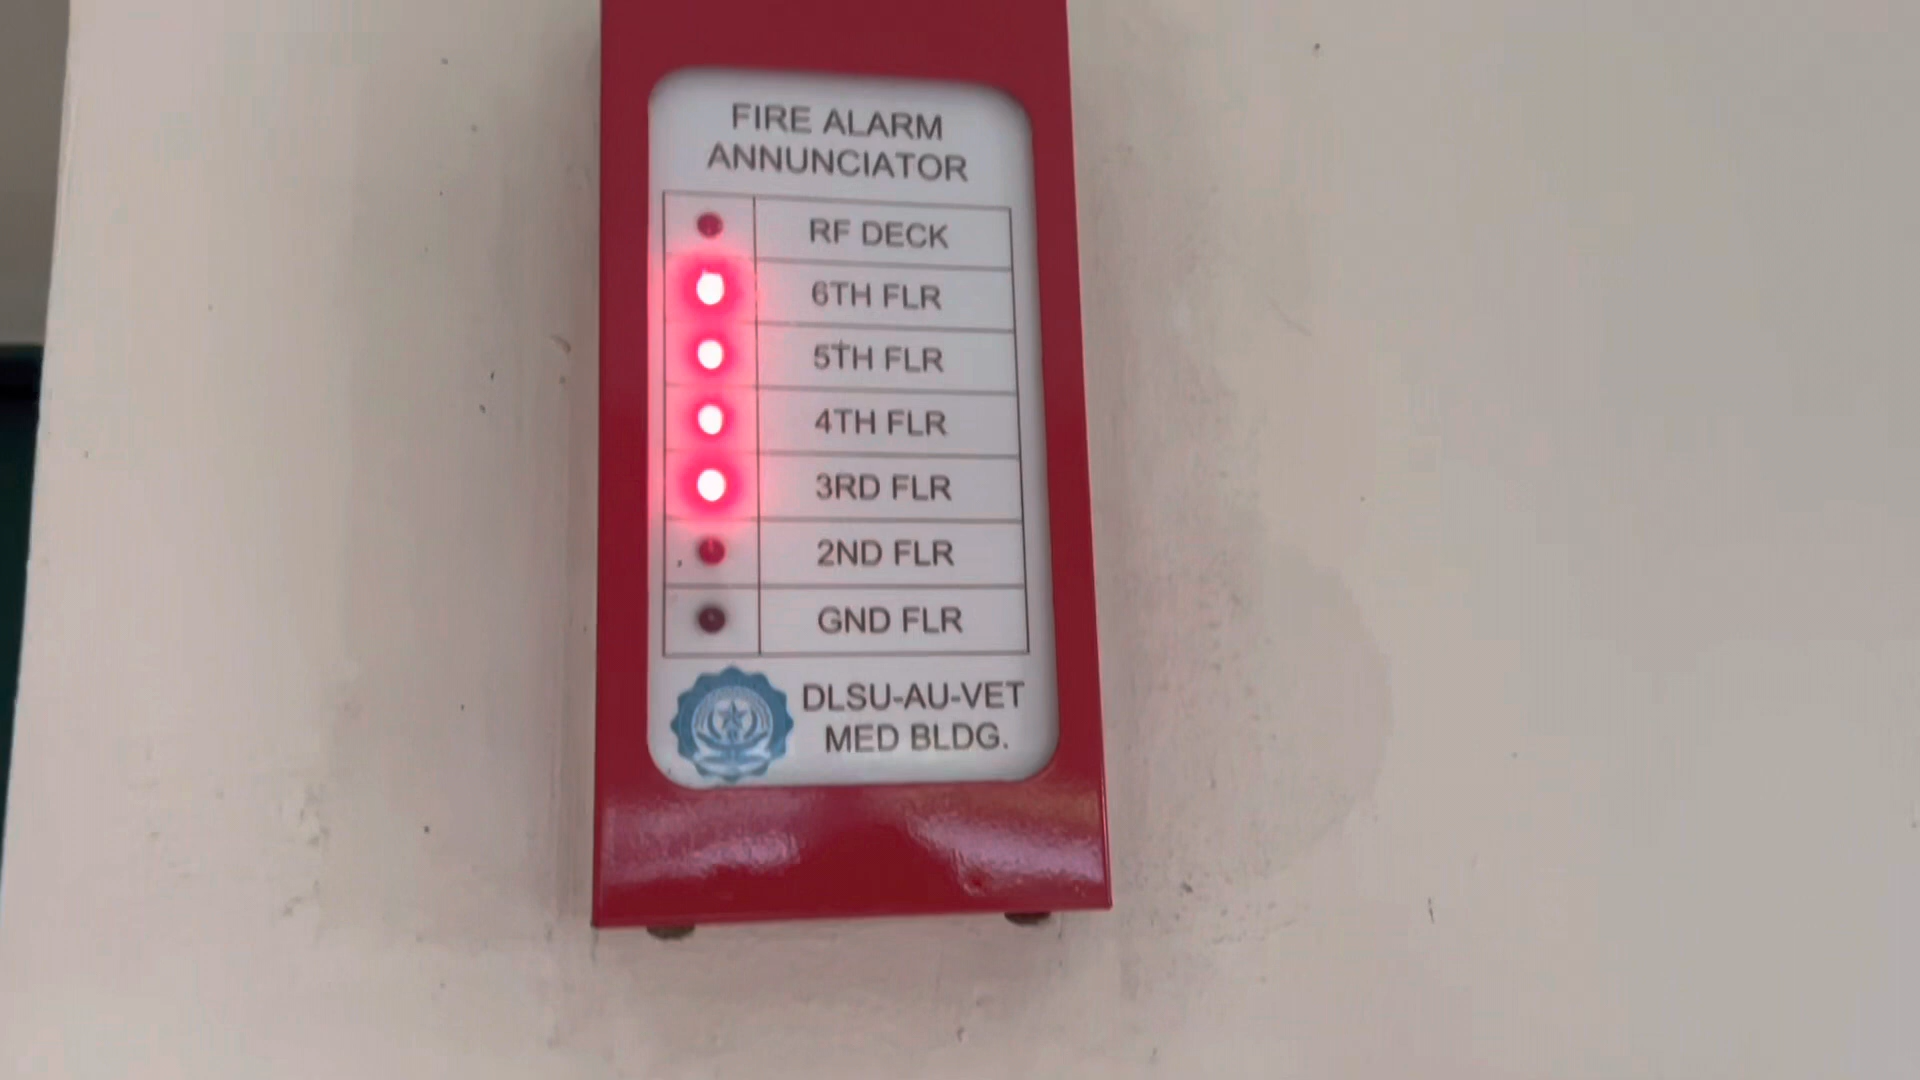 FIRE ALARM
ANNUNCIATOR
RF DECK
6TH FLR
5TH FLR
4TH FLR
3RD FLR
2ND FLR
GND FLR
DLSU-AU-VET
MED BLDG.